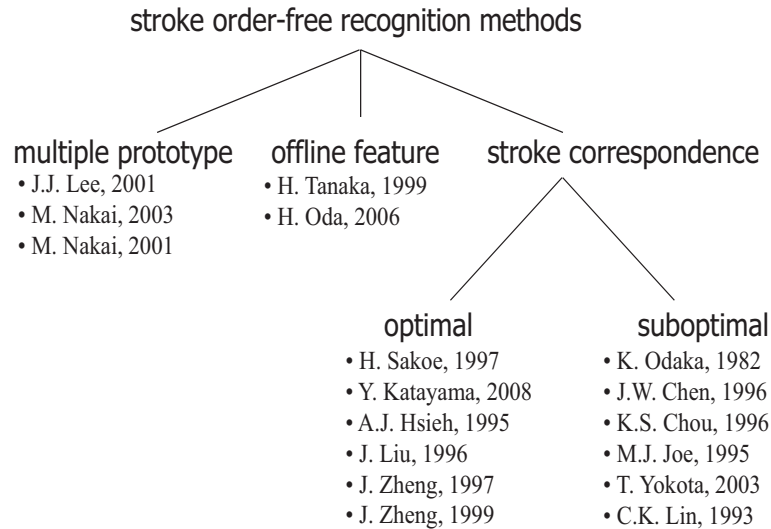 stroke order-free recognition methods
multiple prototype
• J.J. Lee, 2001
• M. Nakai, 2003
• M. Nakai, 2001
offline feature
• H. Tanaka, 1999
• H. Oda, 2006
stroke correspondence
optimal
• H. Sakoe, 1997
• Y. Katayama, 2008
• A.J. Hsieh, 1995
• J. Liu, 1996
• J. Zheng, 1997
• J. Zheng, 1999
suboptimal
• K. Odaka, 1982
• J.W. Chen, 1996
• K.S. Chou, 1996
• M.J. Joe, 1995
• T. Yokota, 2003
• C.K. Lin, 1993